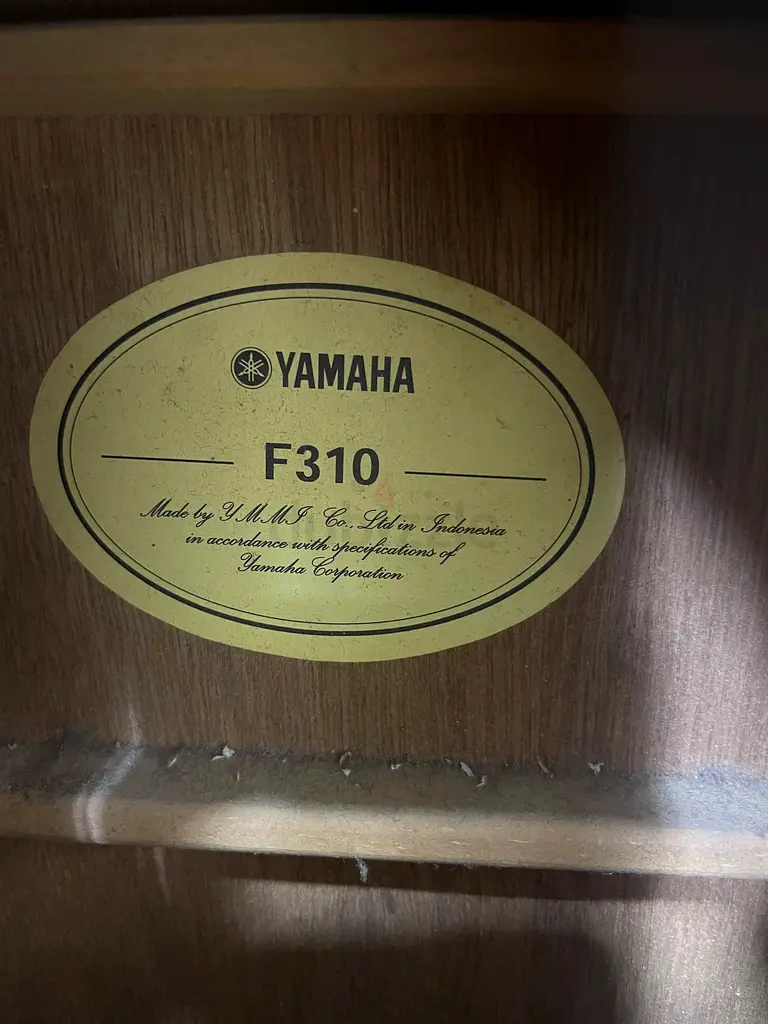 YAMAHA
F310
Made by YMMI Co., Ltd in Indonesia
in accordance with specifications of
Yamaha Corporation